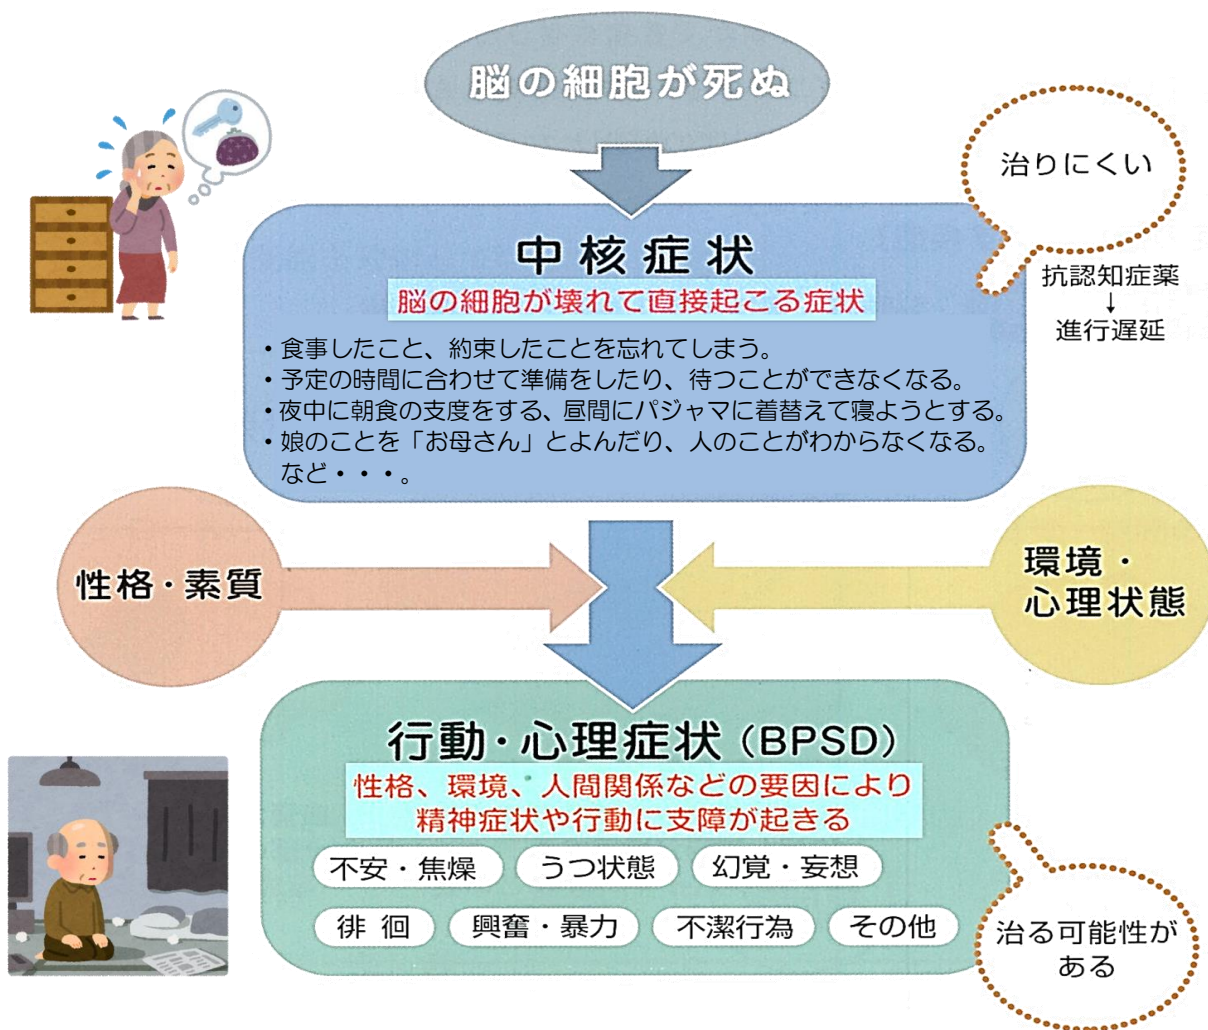 脳の細胞が死ぬ
治りにくい
中核症状
脳の細胞が壊れて直接起こる症状
抗認知症薬
↓
進行遅延
・食事したこと、約束したことを忘れてしまう。
・予定の時間に合わせて準備をしたり、待つことができなくなる。
・夜中に朝食の支度をする、昼間にパジャマに着替えて寝ようとする。
・娘のことを「お母さん」とよんだり、人のことがわからなくなる。
など・・・。
性格・素質
環境・
心理状態
行動・心理症状（BPSD）
性格、環境、人間関係などの要因により
精神症状や行動に支障が起きる
不安・焦燥
うつ状態
幻覚・妄想
徘徊
興奮・暴力
不潔行為
その他
治る可能性が
ある